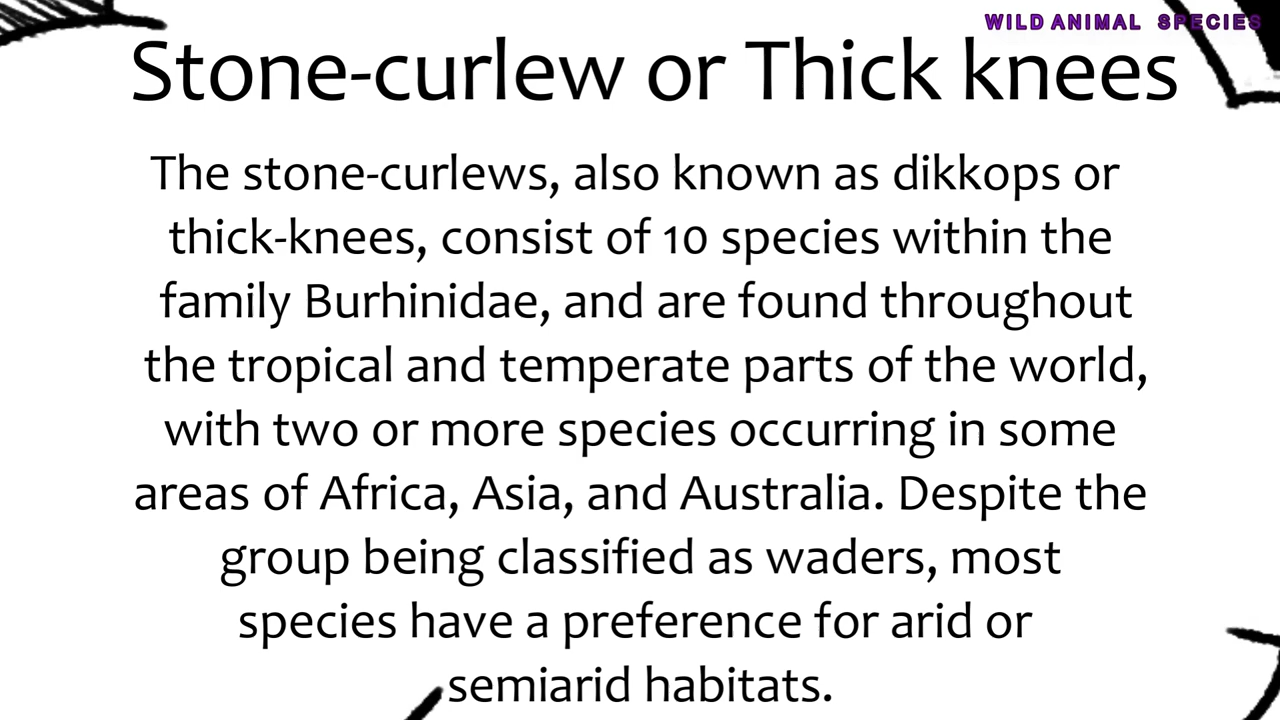 WILD ANIMAL SPECIES
Stone-curlew or Thick knees
The stone-curlews, also known as dikkops or
thick-knees, consist of 10 species within the
family Burhinidae, and are found throughout
the tropical and temperate parts of the world,
with two or more species occurring in some
areas of Africa, Asia, and Australia. Despite the
group being classified as waders, most
species have a preference for arid or
semiarid habitats.